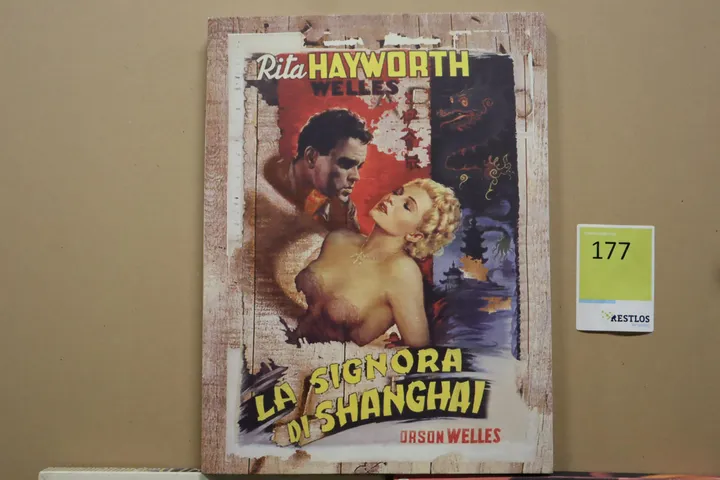 Rita HAYWORTH
WELLES
LA SIGNORA
DI SHANGHAI
ORSON WELLES
177
RESTLOS